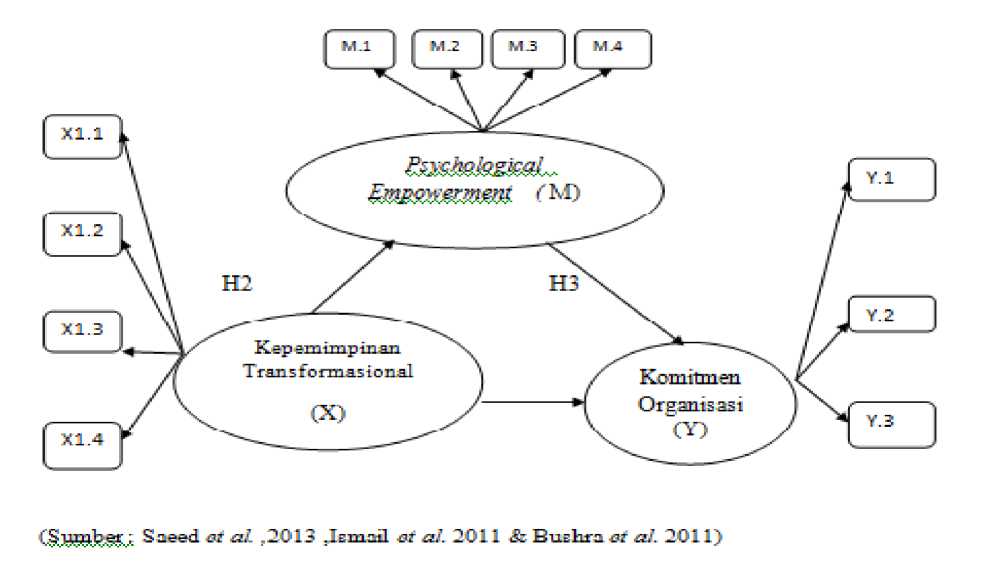 M.1
M.2
M.3
M.4
X1.1
Psychological
Empowerment (M)
Y.1
X1.2
H2
H3
Y.2
X1.3
Kepemimpinan
Transformasional
(X)
Komitmen
Organisasi
(Y)
Y.3
X1.4
(Sumber; Saeed et al. ,2013 ,Ismail et al. 2011 & Bushra et al. 2011)